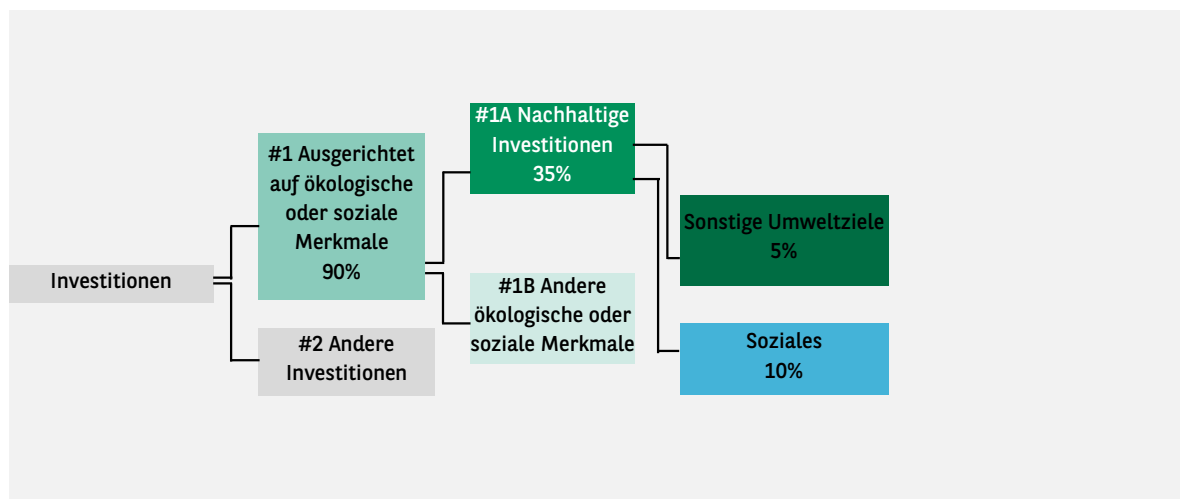 Investitionen
#1 Ausgerichtet
auf ökologische
oder soziale
Merkmale
90%
#2 Andere
Investitionen
#1A Nachhaltige
Investitionen
35%
#1B Andere
ökologische oder
soziale Merkmale
Sonstige Umweltziele
5%
Soziales
10%